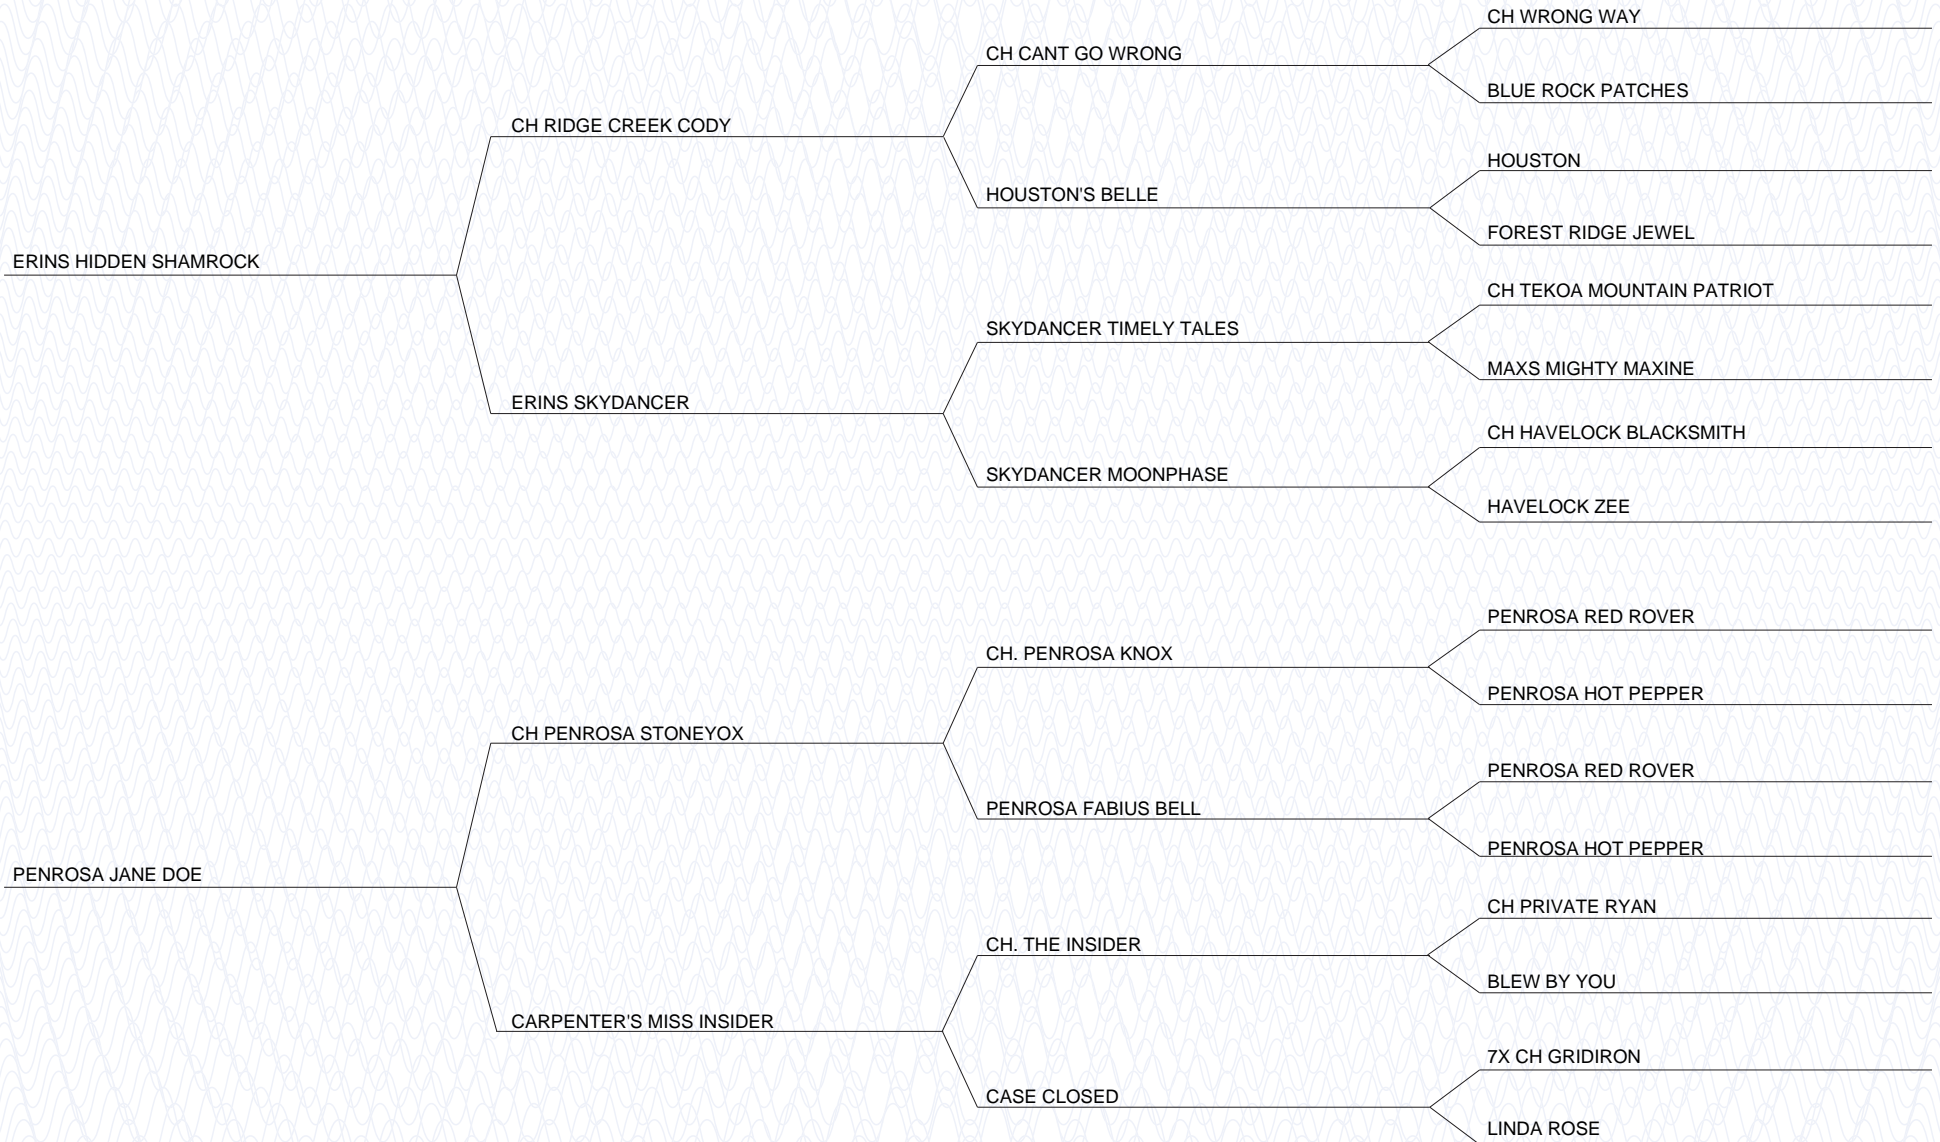 CH WRONG WAY
CH CANT GO WRONG
BLUE ROCK PATCHES
CH RIDGE CREEK CODY
HOUSTON
HOUSTON'S BELLE
FOREST RIDGE JEWEL
ERINS HIDDEN SHAMROCK
CH TEKOA MOUNTAIN PATRIOT
SKYDANCER TIMELY TALES
MAXS MIGHTY MAXINE
ERINS SKYDANCER
CH HAVELOCK BLACKSMITH
SKYDANCER MOONPHASE
HAVELOCK ZEE
PENROSA RED ROVER
CH. PENROSA KNOX
PENROSA HOT PEPPER
CH PENROSA STONEYOX
PENROSA RED ROVER
PENROSA FABIUS BELL
PENROSA HOT PEPPER
PENROSA JANE DOE
CH PRIVATE RYAN
CH. THE INSIDER
BLEW BY YOU
CARPENTER'S MISS INSIDER
7X CH GRIDIRON
CASE CLOSED
LINDA ROSE